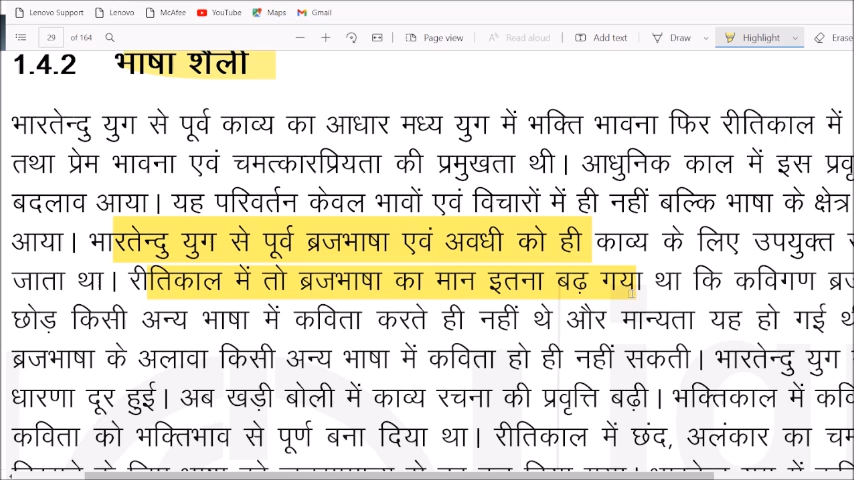 Lenovo Support Lenovo McAfee YouTube Maps Gmail
29 of 164 Page view Read aloud Add text Draw Highlight Erase
1.4.2 भाषा शैली
भारतेन्दु युग से पूर्व काव्य का आधार मध्य युग में भक्ति भावना फिर रीतिकाल में
तथा प्रेम भावना एवं चमत्कारप्रियता की प्रमुखता थी। आधुनिक काल में इस
बदलाव आया। यह परिवर्तन केवल भावों एवं विचारों में ही नहीं बल्कि भाषा के क्षेत्र
आया। भारतेन्दु युग से पूर्व ब्रजभाषा एवं अवधी को ही काव्य के लिए उपयुक्त
जाता था। रीतिकाल में तो ब्रजभाषा का मान इतना बढ़ गया था कि कविगण
छोड़ किसी अन्य भाषा में कविता करते ही नहीं थे और मान्यता यह हो गई
ब्रजभाषा के अलावा किसी अन्य भाषा में कविता हो ही नहीं सकती। भारतेन्दु युग
धारणा दूर हुई। अब खड़ी बोली में काव्य रचना की प्रवृत्ति बढ़ी। भक्तिकाल में
कविता को भक्तिभाव से पूर्ण बना दिया था। रीतिकाल में छंद, अलंकार का